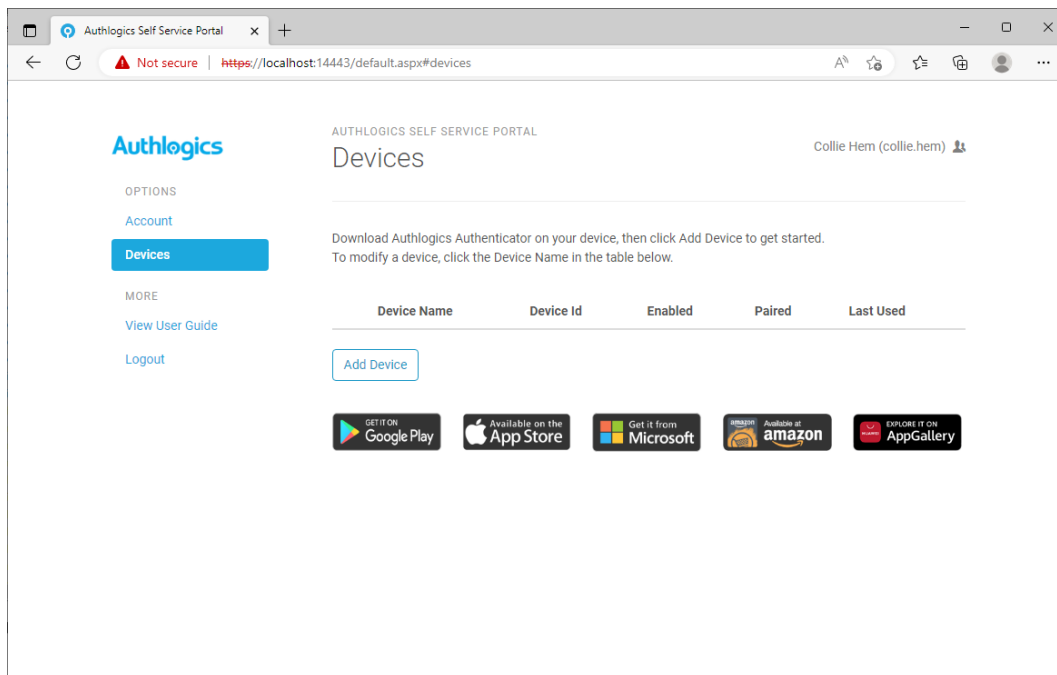 Authlogics Self Service Portal
Not secure | https://localhost:14443/default.aspx#devices
Authlogics
AUTHLOGICS SELF SERVICE PORTAL
Devices
Collie Hem (collie.hem)
OPTIONS
Account
Devices
MORE
View User Guide
Logout
Download Authlogics Authenticator on your device, then click Add Device to get started.
To modify a device, click the Device Name in the table below.
Device Name Device Id Enabled Paired Last Used
Add Device
GET IT ON
Google Play
Available on the
App Store
Get it from
Microsoft
amazon
Available at
amazon
HUAWEI
EXPLORE IT ON
AppGallery